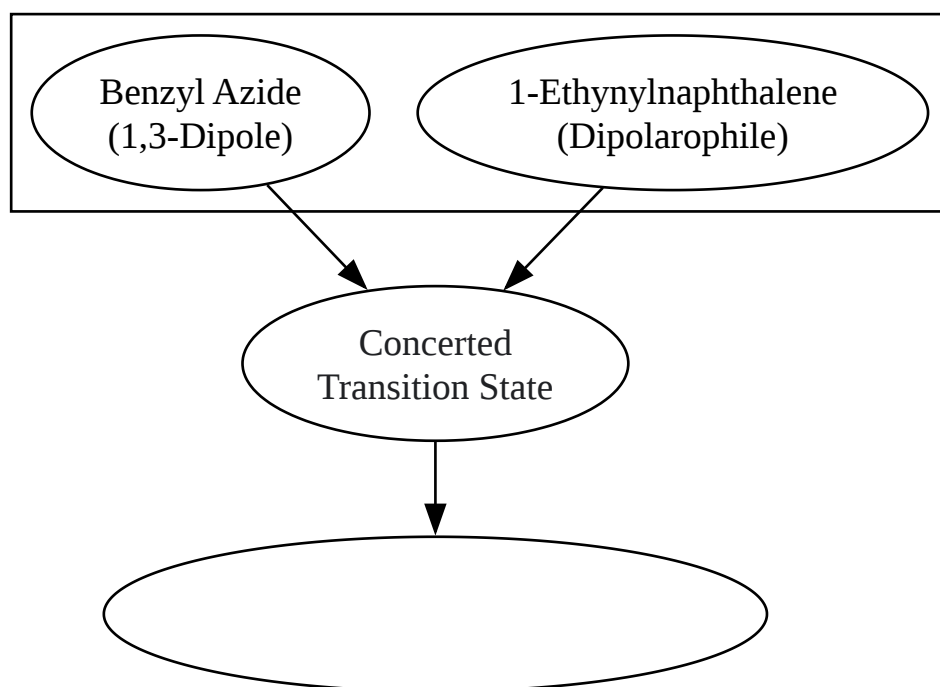 Benzyl Azide
(1,3-Dipole)
1-Ethynylnaphthalene
(Dipolarophile)
Concerted
Transition State